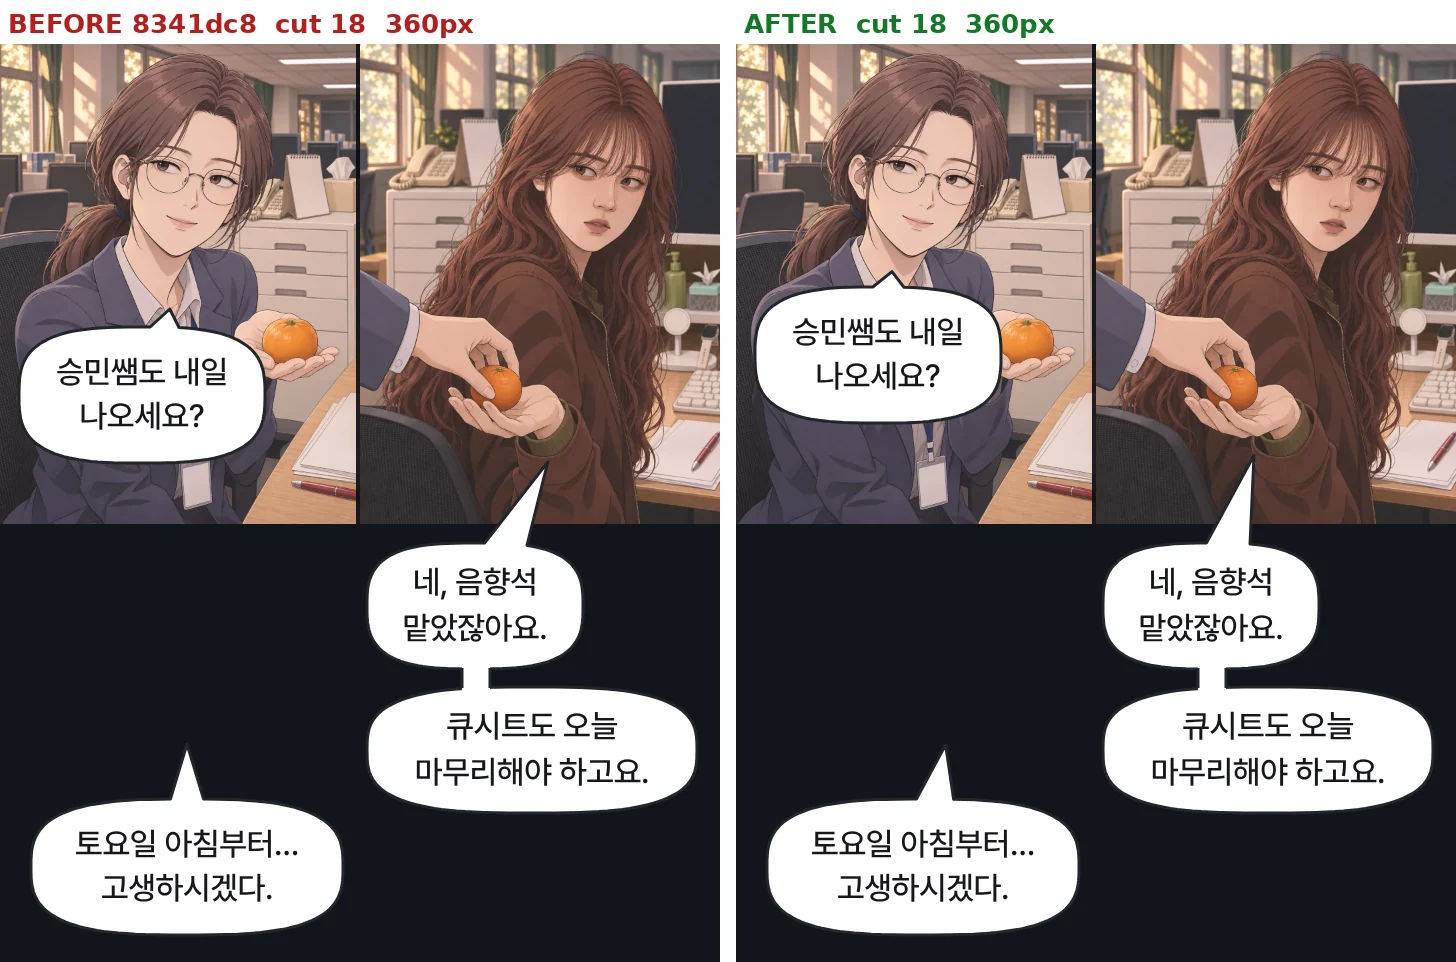 BEFORE 8341dc8 cut 18 360px
승민쌤도 내일
나오세요?
네, 음향석
맡았잖아요.
큐시트도 오늘
마무리해야 하고요.
토요일 아침부터...
고생하시겠다.
AFTER cut 18 360px
승민쌤도 내일
나오세요?
네, 음향석
맡았잖아요.
큐시트도 오늘
마무리해야 하고요.
토요일 아침부터...
고생하시겠다.